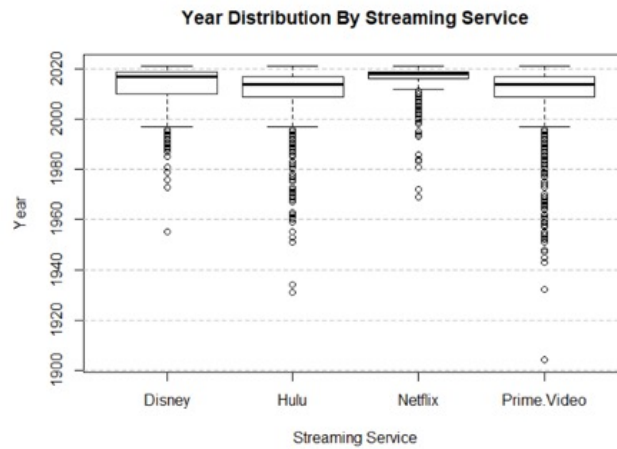 Year Distribution By Streaming Service
Year
2020
2000
1980
1960
1940
1920
1900
Disney Hulu Netflix Prime.Video
Streaming Service